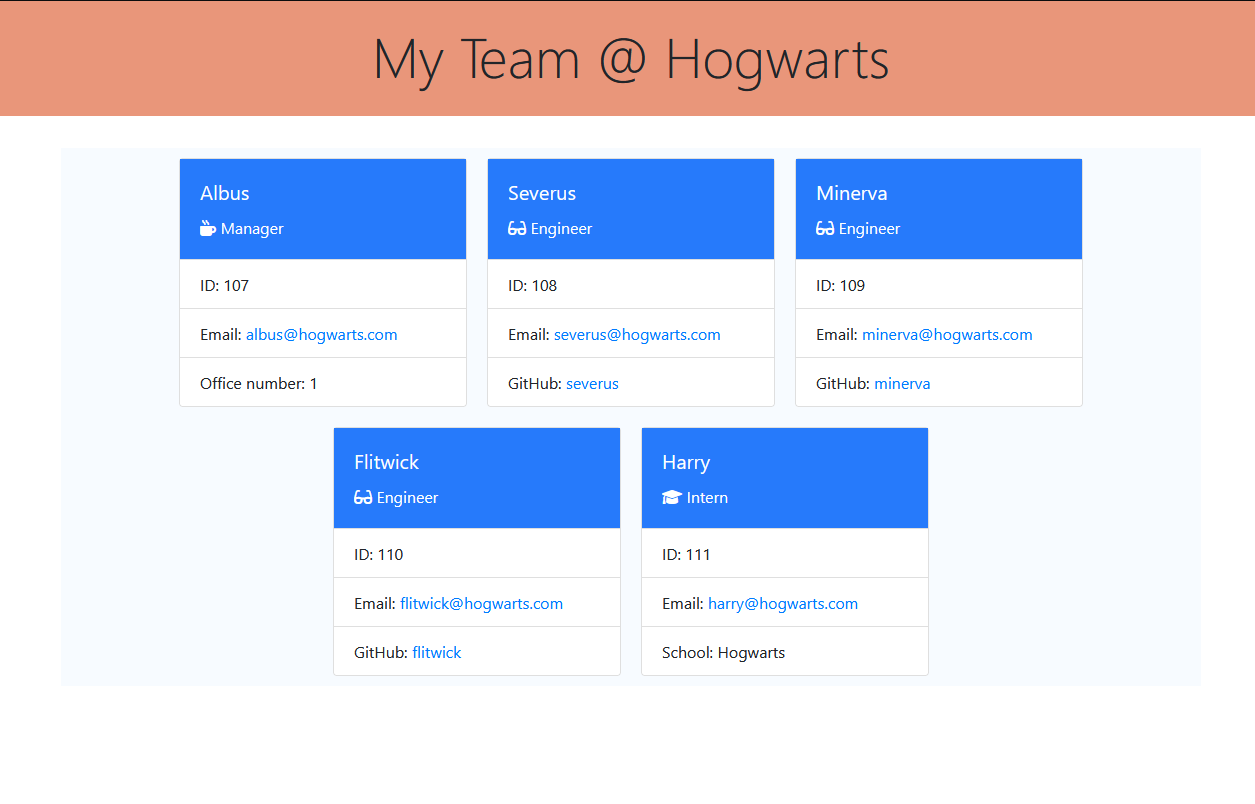 My Team @ Hogwarts
Albus
Manager
ID: 107
Email: albus@hogwarts.com
Office number: 1
Severus
Engineer
ID: 108
Email: severus@hogwarts.com
GitHub: severus
Minerva
Engineer
ID: 109
Email: minerva@hogwarts.com
GitHub: minerva
Flitwick
Engineer
ID: 110
Email: flitwick@hogwarts.com
GitHub: flitwick
Harry
Intern
ID: 111
Email: harry@hogwarts.com
School: Hogwarts